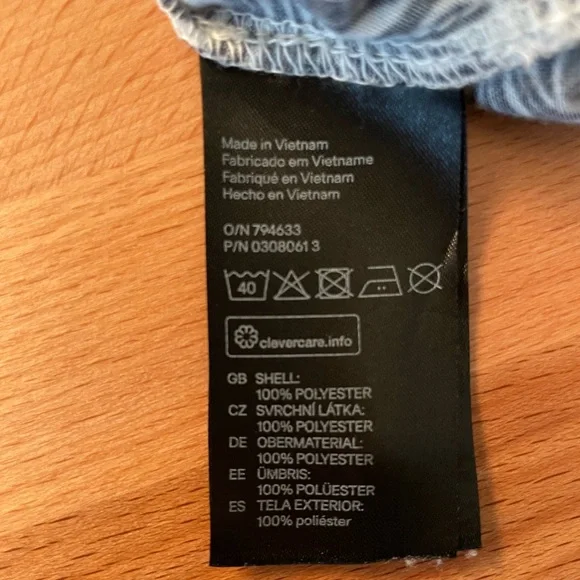 Made in Vietnam
Fabricado em Vietname
Fabriqué en Vietnam
Hecho en Vietnam
O/N 794633
P/N 0308061 3
40
clevercare.info
GB SHELL:
100% POLYESTER
CZ SVRCHNÍ LÁTKA:
100% POLYESTER
DE OBERMATERIAL:
100% POLYESTER
EE ÜMBRIS:
100% POLÜESTER
ES TELA EXTERIOR:
100% poliéster